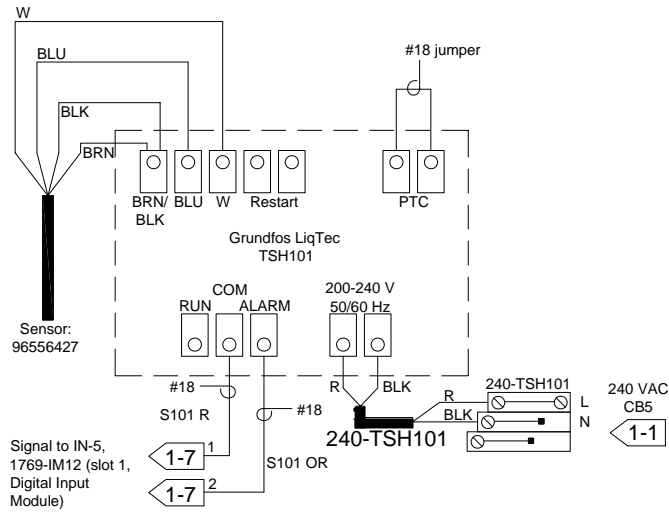 W
BLU
BLK
BRN
#18 jumper
BRN/
BLK
BLU
W
Restart
PTC
Grundfos LiqTec
TSH101
COM
RUN
ALARM
200-240 V
50/60 Hz
Sensor:
96556427
#18
S101 R
#18
S101 OR
R
BLK
240-TSH101
R
BLK
240-TSH101
L
N
240 VAC
CB5
1-1
Signal to IN-5,
1769-IM12 (slot 1,
Digital Input
Module)
1-7
1
1-7
2